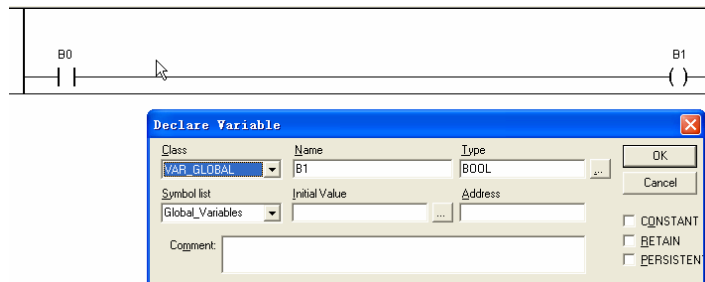 B0 B1
Declare Variable
Class Name Type
VAR_GLOBAL B1 BOOL ... OK
Cancel
Symbol list Initial Value Address
Global_Variables ...
CONSTANT
Comment: RETAIN
PERSISTEN